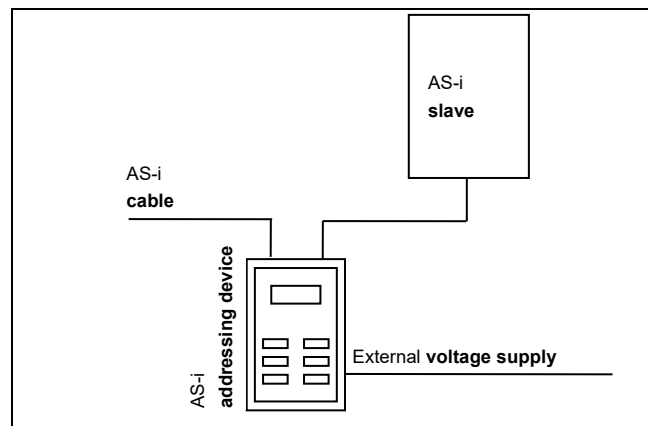 AS-i
slave
AS-i
cable
AS-i
addressing device
External voltage supply